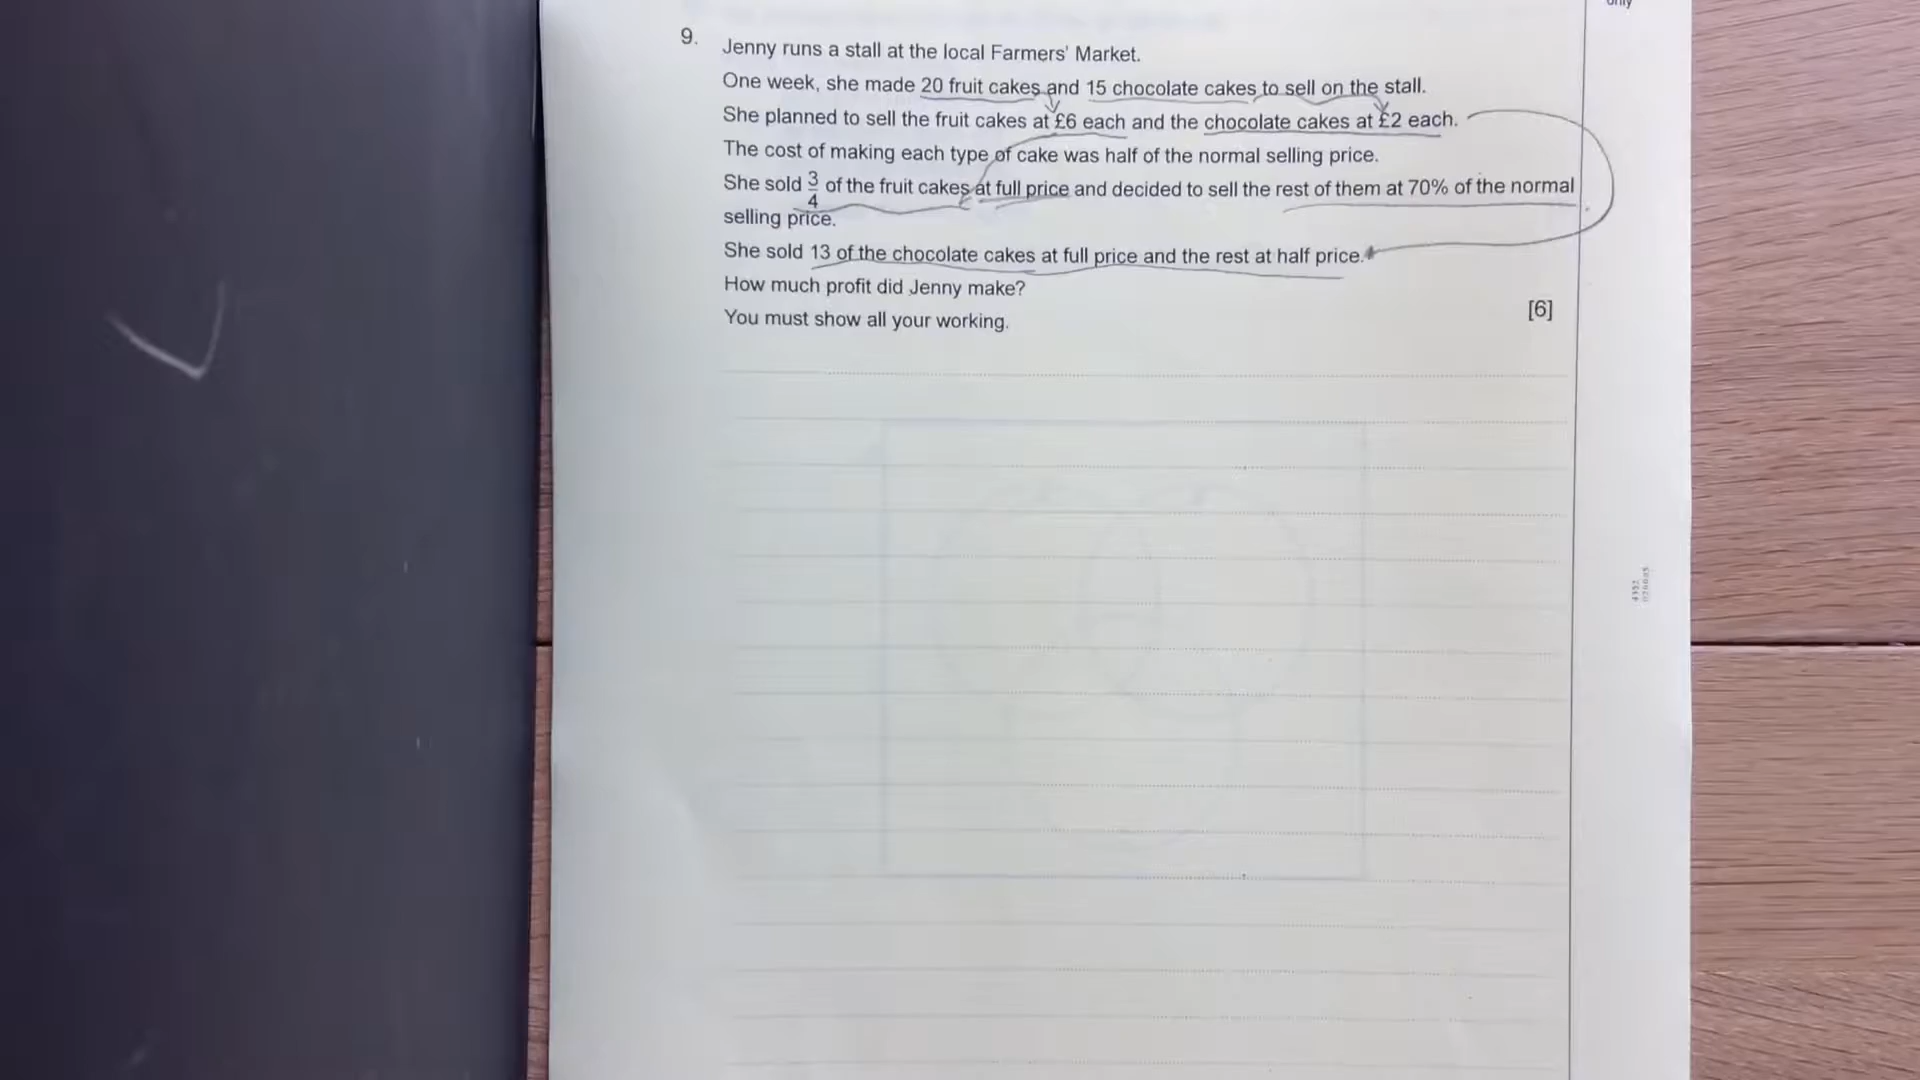 only
9. Jenny runs a stall at the local Farmers' Market.
One week, she made 20 fruit cakes and 15 chocolate cakes to sell on the stall.
She planned to sell the fruit cakes at £6 each and the chocolate cakes at £2 each.
The cost of making each type of cake was half of the normal selling price.
She sold 3/4 of the fruit cakes at full price and decided to sell the rest of them at 70% of the normal
selling price.
She sold 13 of the chocolate cakes at full price and the rest at half price.
How much profit did Jenny make?
You must show all your working.
[6]